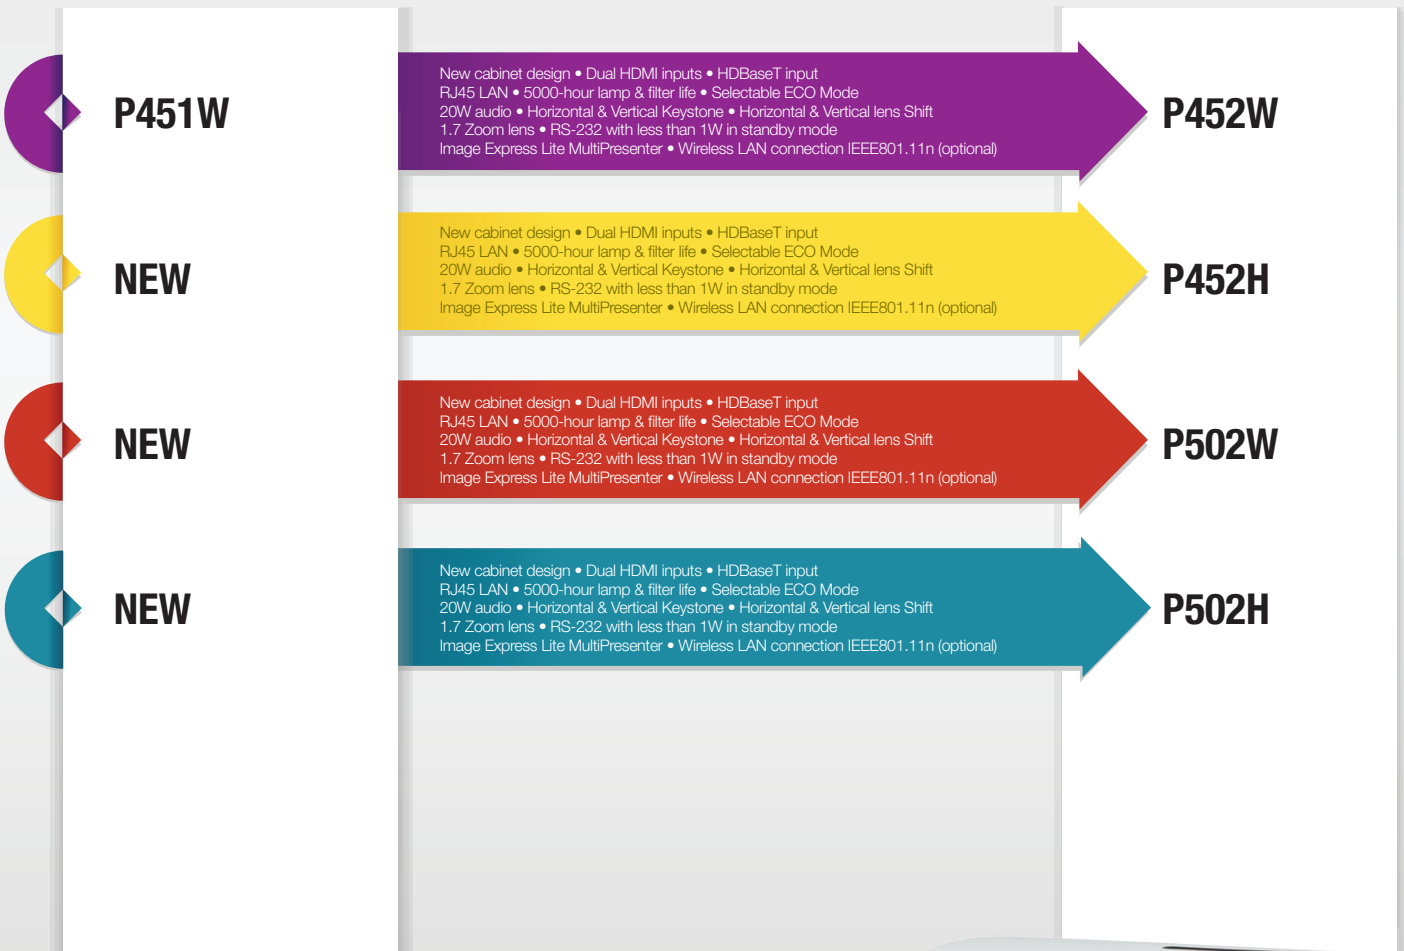 P451W
New cabinet design • Dual HDMI inputs • HDBaseT input
RJ45 LAN • 5000-hour lamp & filter life • Selectable ECO Mode
20W audio • Horizontal & Vertical Keystone • Horizontal & Vertical lens Shift
1.7 Zoom lens • RS-232 with less than 1W in standby mode
Image Express Lite MultiPresenter • Wireless LAN connection IEEE801.11n (optional)
P452W
NEW
New cabinet design • Dual HDMI inputs • HDBaseT input
RJ45 LAN • 5000-hour lamp & filter life • Selectable ECO Mode
20W audio • Horizontal & Vertical Keystone • Horizontal & Vertical lens Shift
1.7 Zoom lens • RS-232 with less than 1W in standby mode
Image Express Lite MultiPresenter • Wireless LAN connection IEEE801.11n (optional)
P452H
NEW
New cabinet design • Dual HDMI inputs • HDBaseT input
RJ45 LAN • 5000-hour lamp & filter life • Selectable ECO Mode
20W audio • Horizontal & Vertical Keystone • Horizontal & Vertical lens Shift
1.7 Zoom lens • RS-232 with less than 1W in standby mode
Image Express Lite MultiPresenter • Wireless LAN connection IEEE801.11n (optional)
P502W
NEW
New cabinet design • Dual HDMI inputs • HDBaseT input
RJ45 LAN • 5000-hour lamp & filter life • Selectable ECO Mode
20W audio • Horizontal & Vertical Keystone • Horizontal & Vertical lens Shift
1.7 Zoom lens • RS-232 with less than 1W in standby mode
Image Express Lite MultiPresenter • Wireless LAN connection IEEE801.11n (optional)
P502H